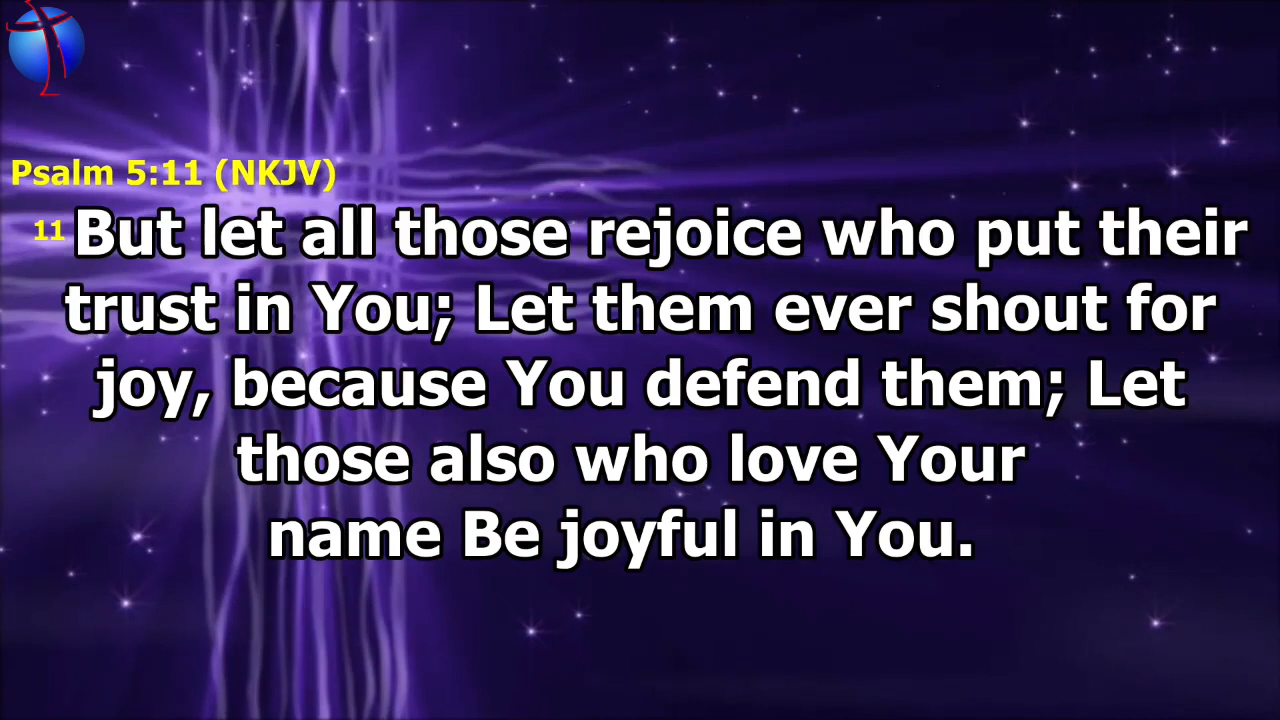 Psalm 5:11 (NKJV)
11 But let all those rejoice who put their
trust in You; Let them ever shout for
joy, because You defend them; Let
those also who love Your
name Be joyful in You.